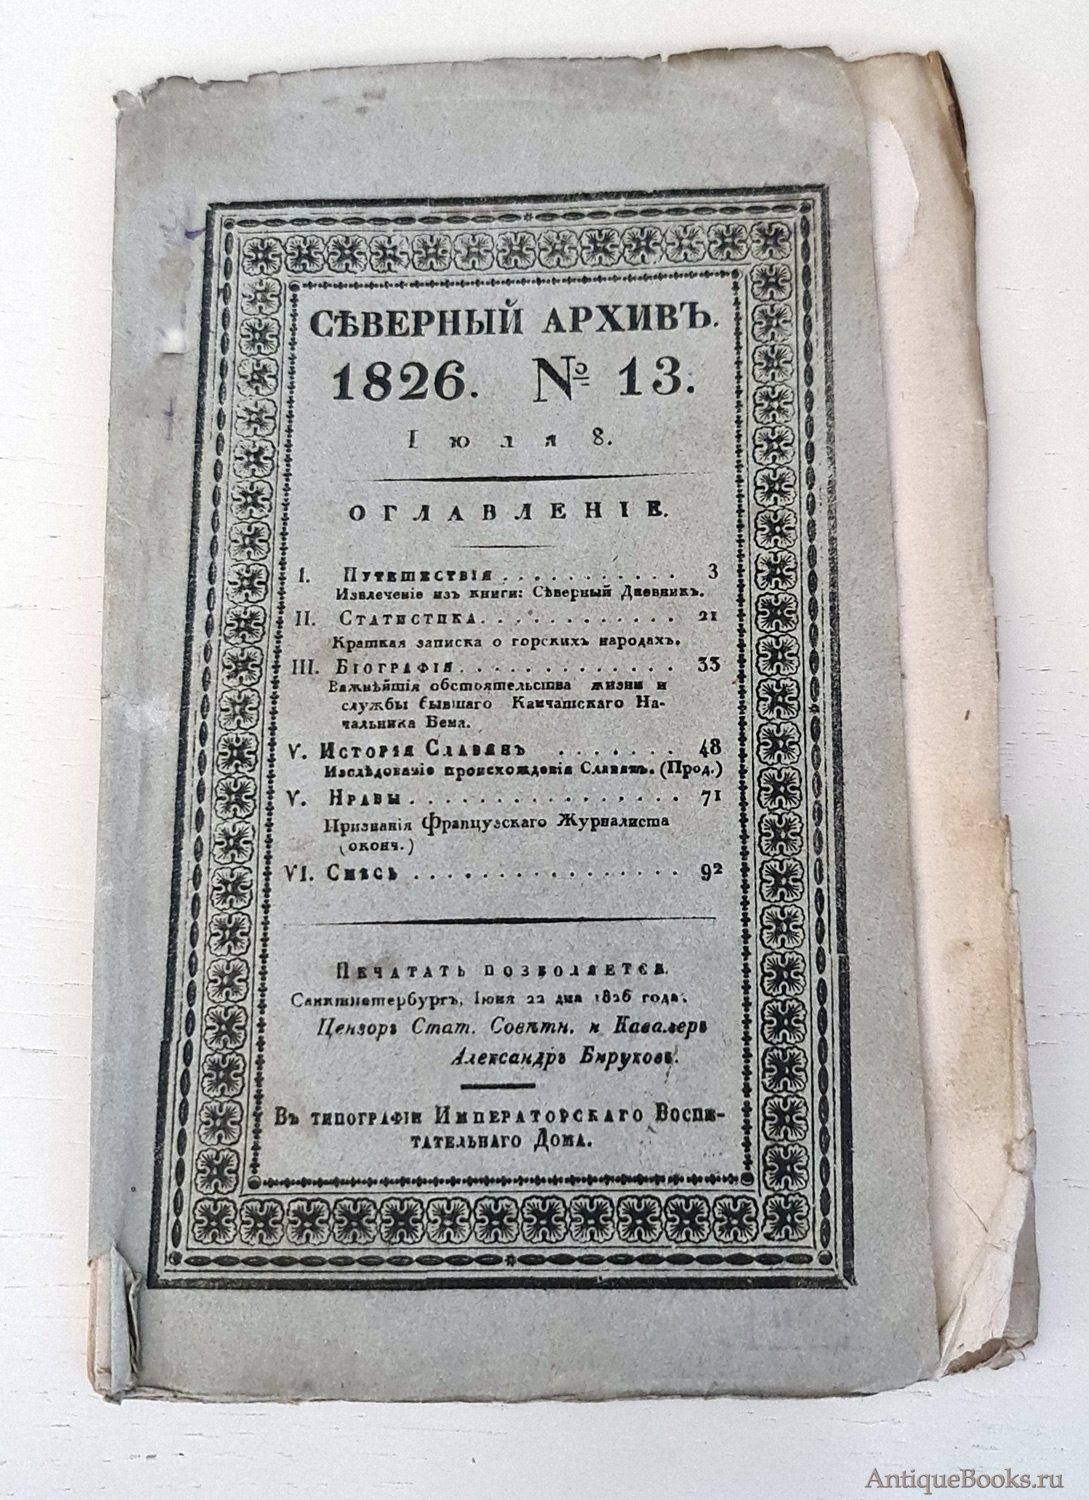 СѢВЕРНЫЙ АРХИВЪ.
1826. № 13.
Іюля 8.
ОГЛАВЛЕНІЕ.
I. Путешествія . . . . . . . . . . . 3
Извлеченіе изъ книги: Сѣверный Дневникъ.
II. Статистика. . . . . . . . . . . . 21
Краткая записка о горскихъ народахъ.
III. Біографія. . . . . . . . . . . . . 33
Важнѣйшія обстоятельства жизни и
службы бывшаго Камчатскаго На-
чальника Бема.
V. Исторія Славянъ . . . . . . . 48
Изслѣдованіе происхожденія Славянъ. (Прод.)
V. Нравы . . . . . . . . . . . . . . . . 71
Признанія Французскаго Журналиста
(оконч.)
VI. Смѣсь . . . . . . . . . . . . . . . . 92
Печатать позволяется.
Санктпетербургъ, Іюня 22 дня 1826 года.
Цензоръ Стат. Совѣтн. и Кавалеръ
Александръ Бируковъ.
Въ типографіи Императорскаго Воспи-
тательнаго Дома.
AntiqueBooks.ru